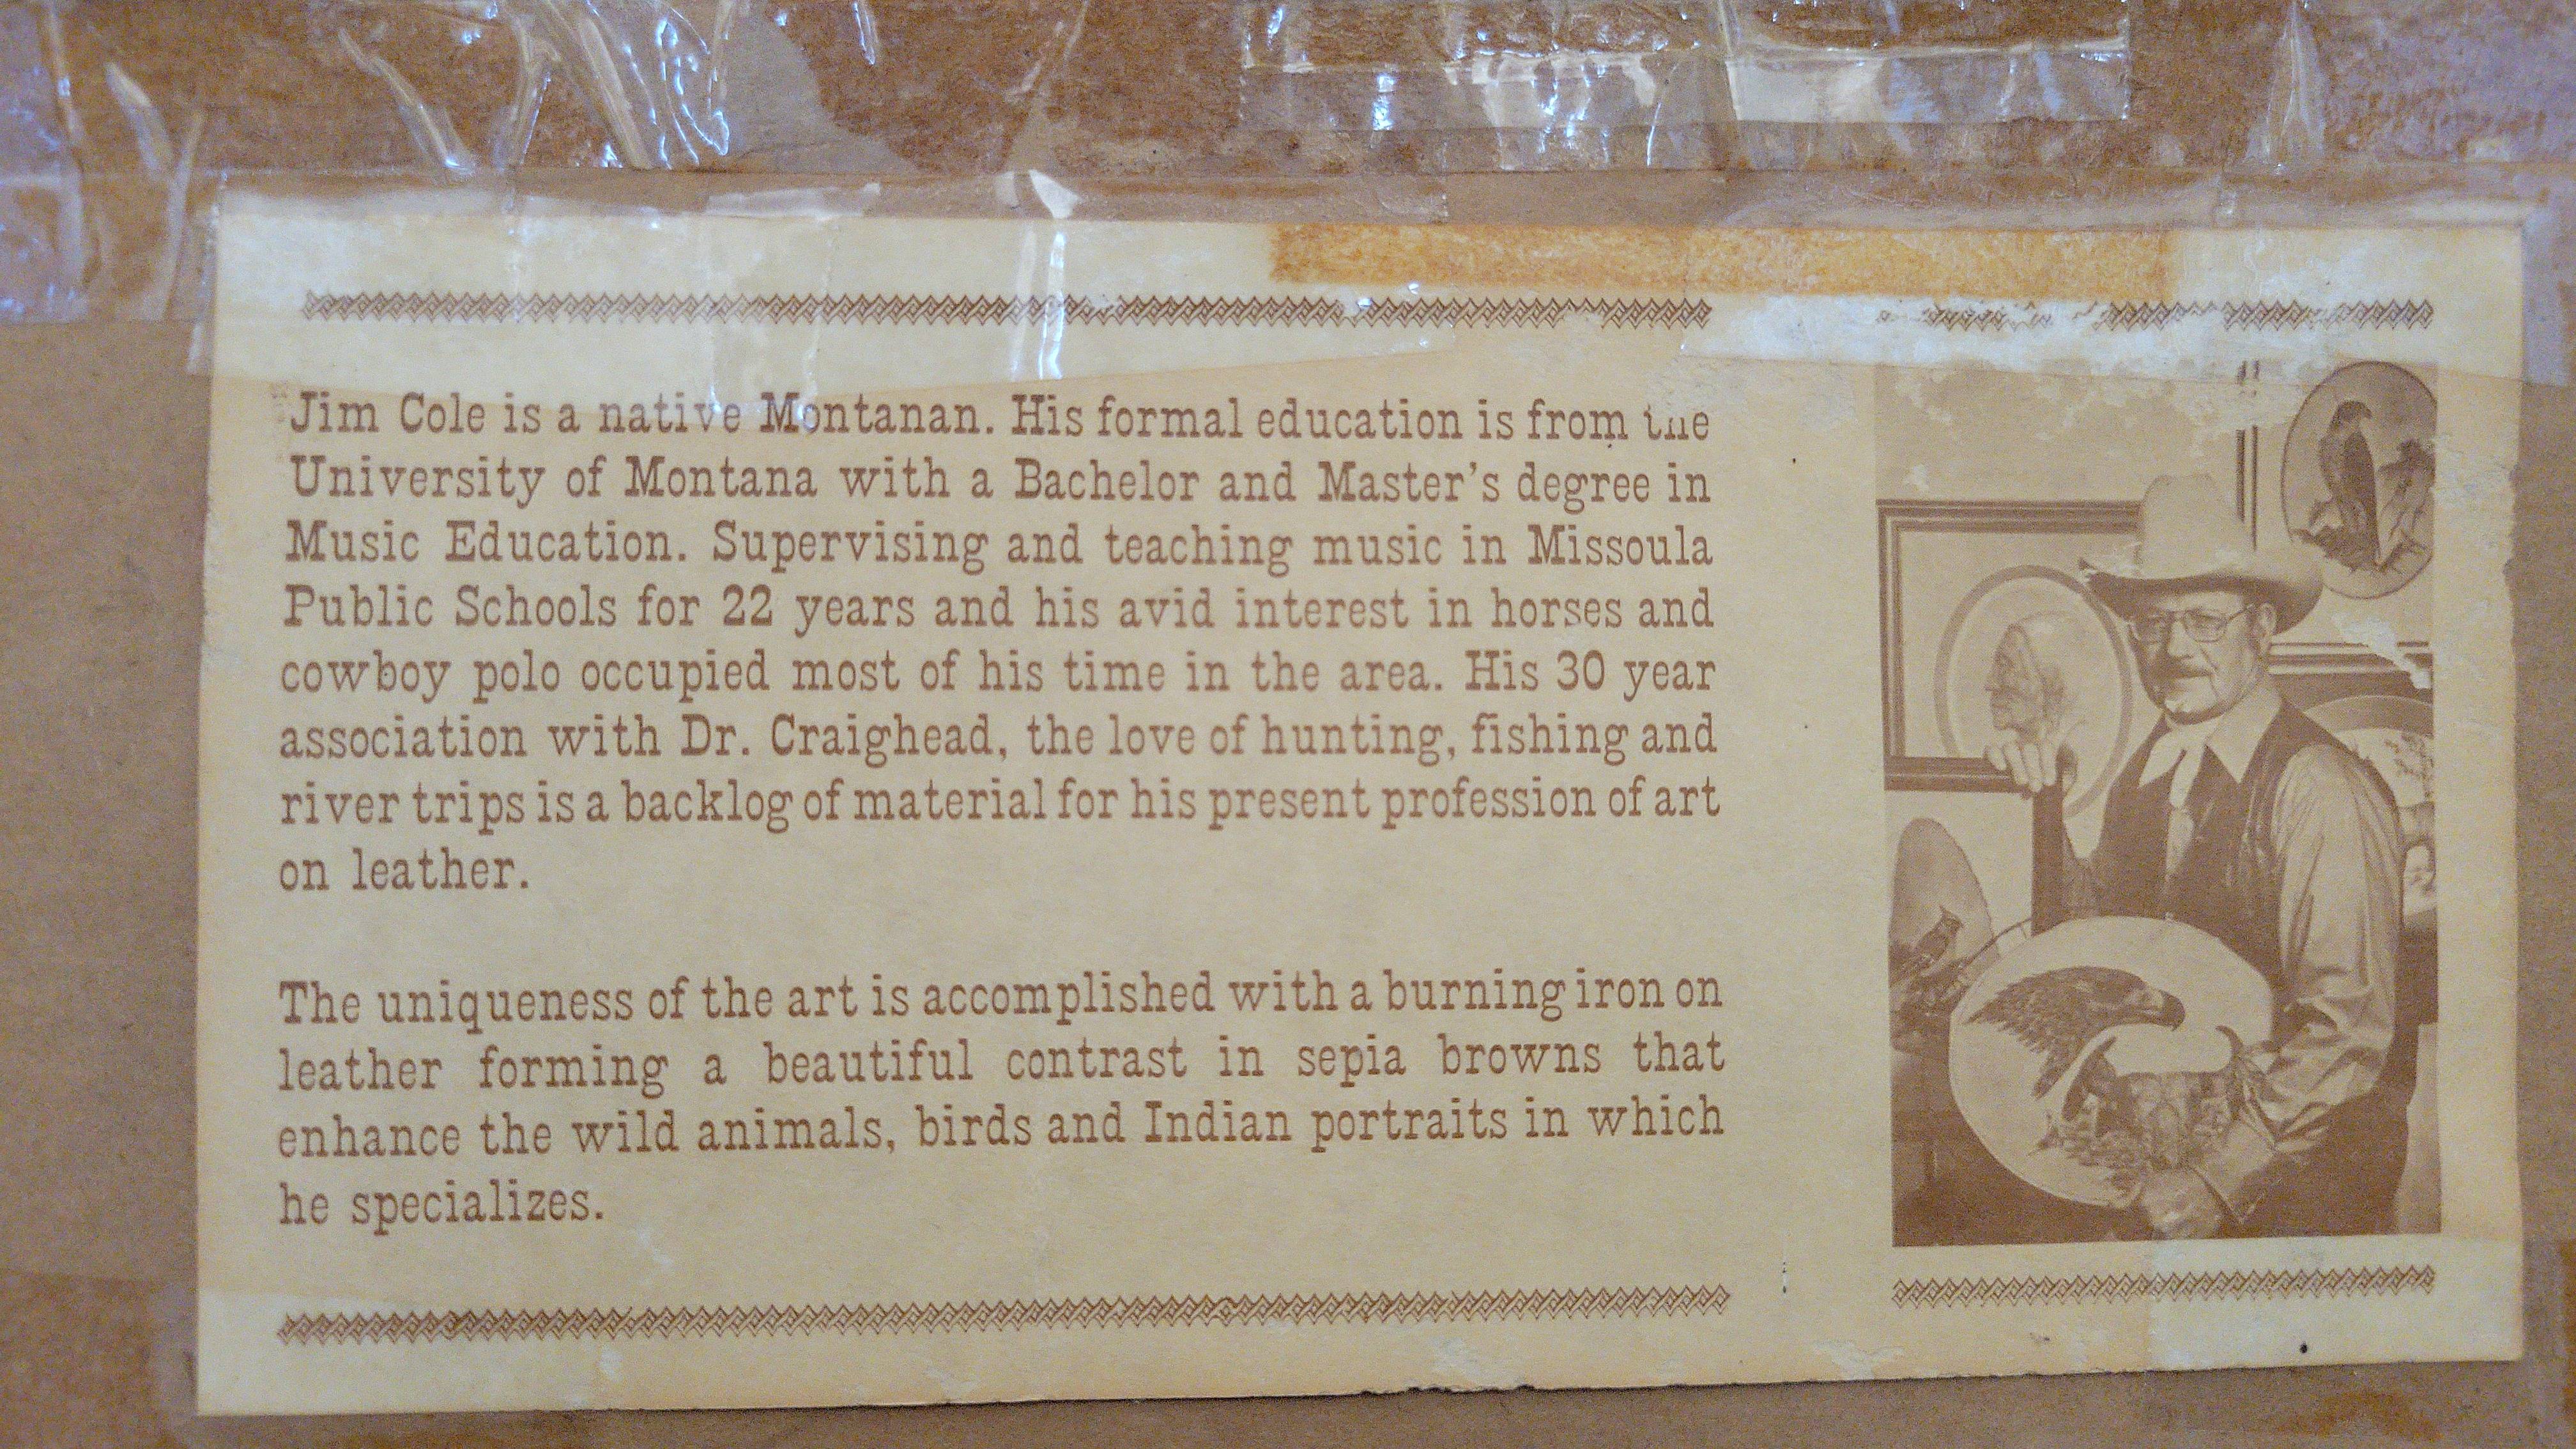 Jim Cole is a native Montanan. His formal education is from the
University of Montana with a Bachelor and Master's degree in
Music Education. Supervising and teaching music in Missoula
Public Schools for 22 years and his avid interest in horses and
cowboy polo occupied most of his time in the area. His 30 year
association with Dr. Craighead, the love of hunting, fishing and
river trips is a backlog of material for his present profession of art
on leather.
The uniqueness of the art is accomplished with a burning iron on
leather forming a beautiful contrast in sepia browns that
enhance the wild animals, birds and Indian portraits in which
he specializes.